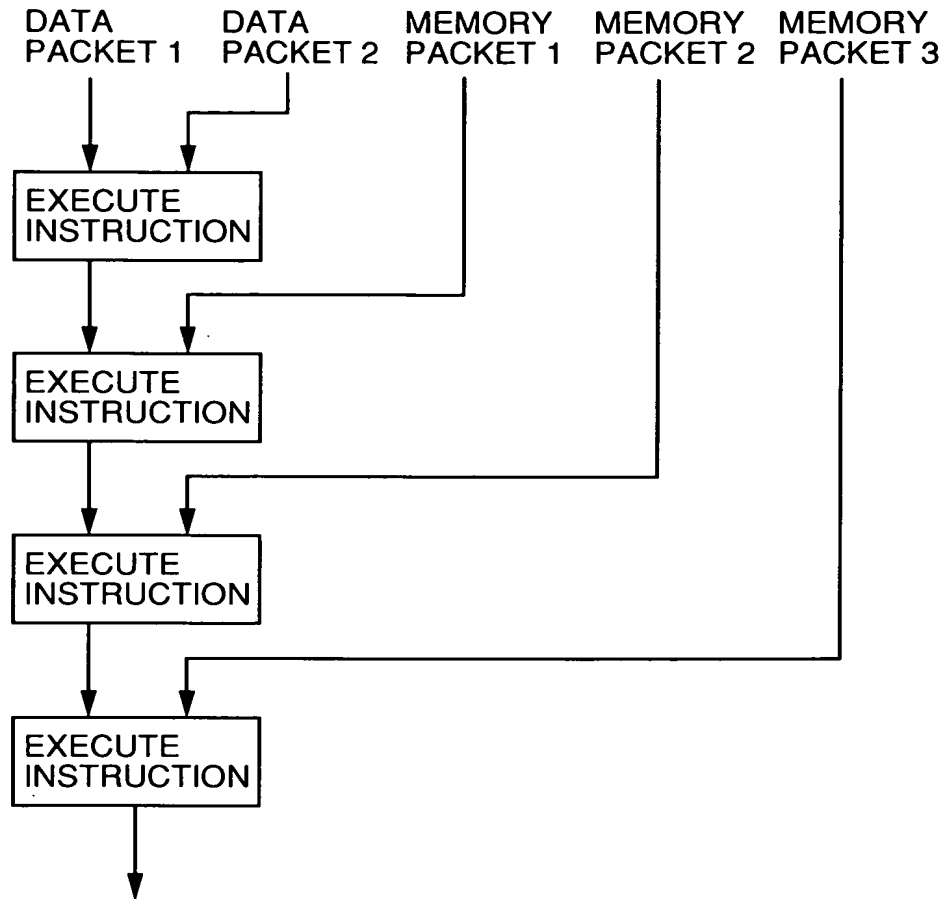 DATA
PACKET 1
DATA
PACKET 2
MEMORY
PACKET 1
MEMORY
PACKET 2
MEMORY
PACKET 3
EXECUTE
INSTRUCTION
EXECUTE
INSTRUCTION
EXECUTE
INSTRUCTION
EXECUTE
INSTRUCTION